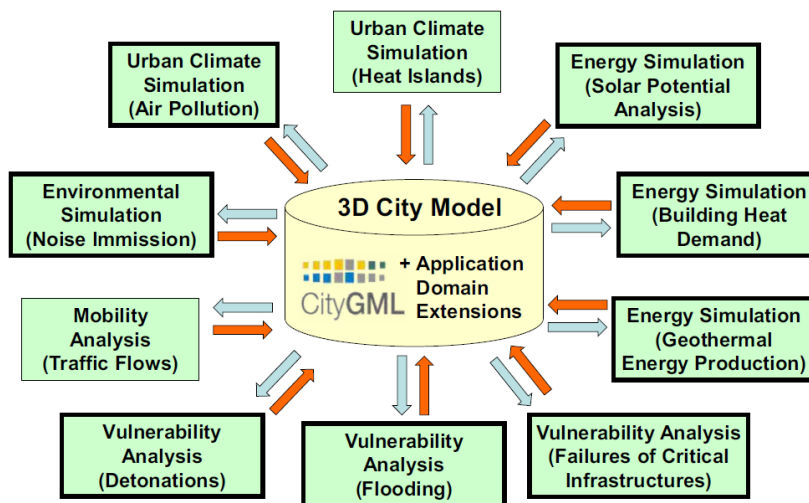 Urban Climate
Simulation
(Air Pollution)
Urban Climate
Simulation
(Heat Islands)
Energy Simulation
(Solar Potential
Analysis)
Environmental
Simulation
(Noise Immission)
3D City Model
CityGML
+ Application
Domain
Extensions
Energy Simulation
(Building Heat
Demand)
Mobility
Analysis
(Traffic Flows)
Energy Simulation
(Geothermal
Energy Production)
Vulnerability
Analysis
(Detonations)
Vulnerability
Analysis
(Flooding)
Vulnerability Analysis
(Failures of Critical
Infrastructures)